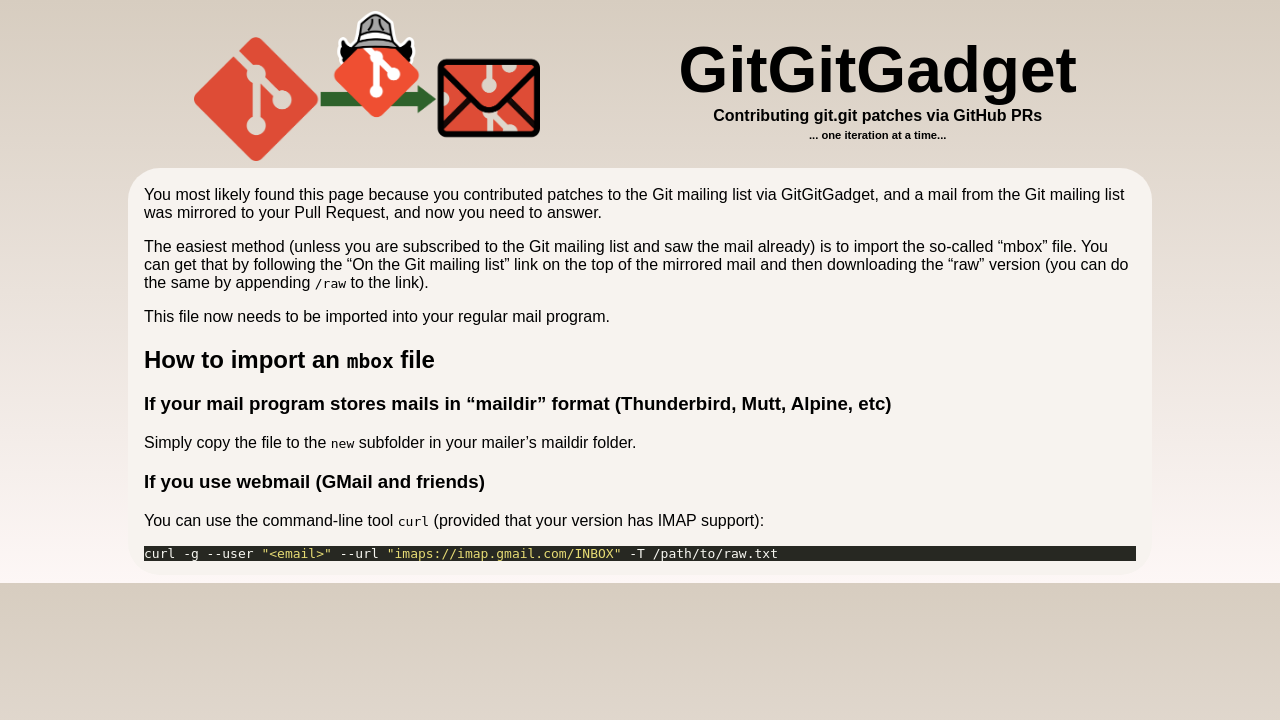 GitGitGadget
Contributing git.git patches via GitHub PRs
... one iteration at a time...
You most likely found this page because you contributed patches to the Git mailing list via GitGitGadget, and a mail from the Git mailing list
was mirrored to your Pull Request, and now you need to answer.
The easiest method (unless you are subscribed to the Git mailing list and saw the mail already) is to import the so-called “mbox” file. You
can get that by following the “On the Git mailing list” link on the top of the mirrored mail and then downloading the “raw” version (you can do
the same by appending /raw to the link).
This file now needs to be imported into your regular mail program.
How to import an mbox file
If your mail program stores mails in “maildir” format (Thunderbird, Mutt, Alpine, etc)
Simply copy the file to the new subfolder in your mailer’s maildir folder.
If you use webmail (GMail and friends)
You can use the command-line tool curl (provided that your version has IMAP support):
curl -g --user "<email>" --url "imaps://imap.gmail.com/INBOX" -T /path/to/raw.txt